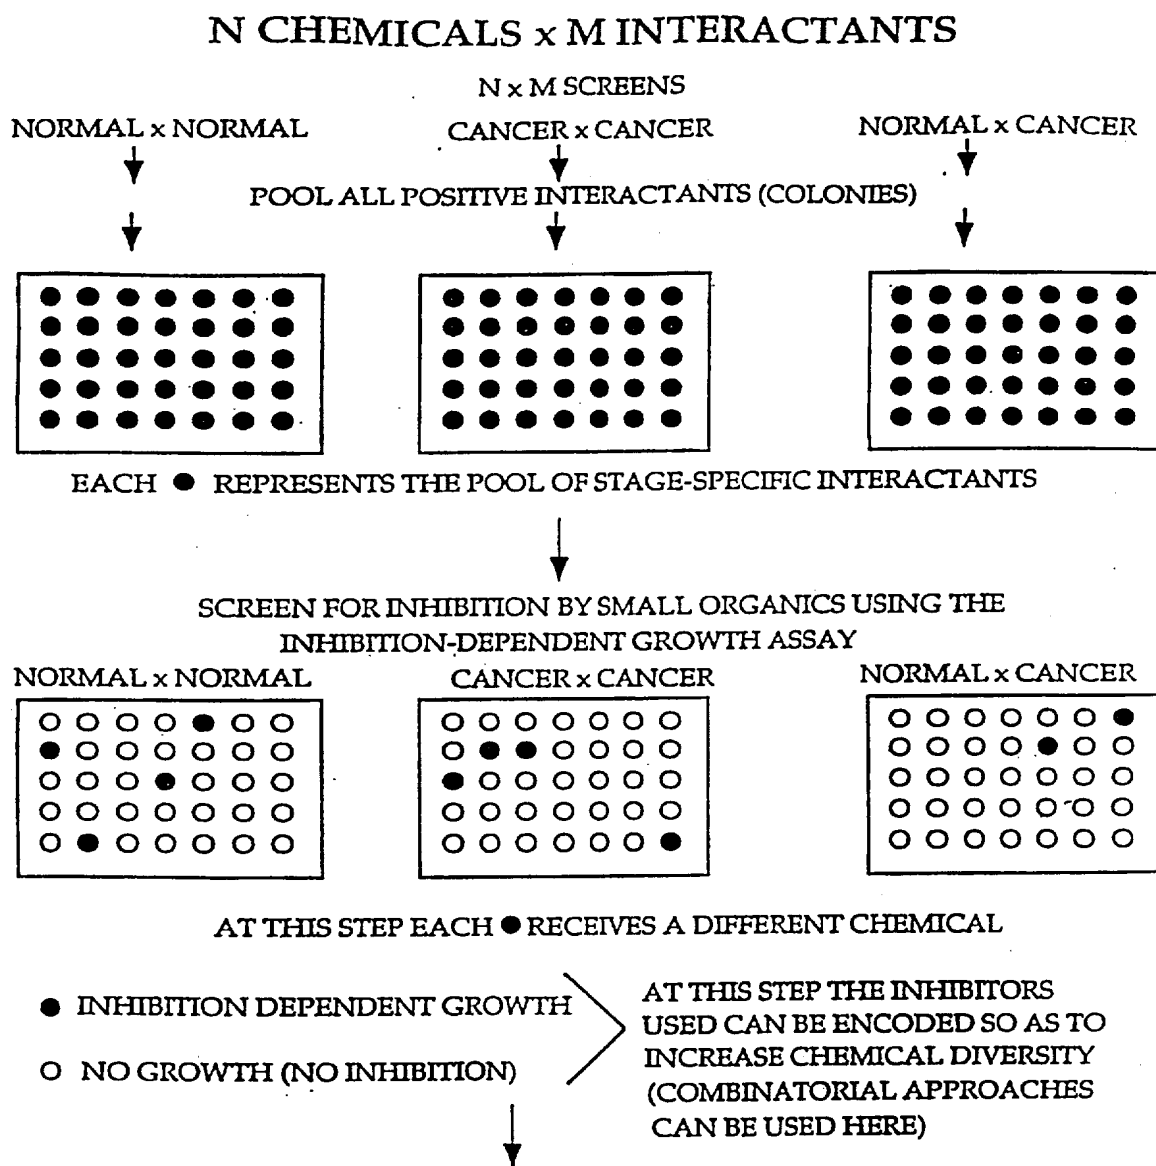 N CHEMICALS x M INTERACTANTS
N x M SCREENS
NORMAL x NORMAL
CANCER x CANCER
NORMAL x CANCER
POOL ALL POSITIVE INTERACTANTS (COLONIES)
EACH ● REPRESENTS THE POOL OF STAGE-SPECIFIC INTERACTANTS
SCREEN FOR INHIBITION BY SMALL ORGANICS USING THE
INHIBITION-DEPENDENT GROWTH ASSAY
NORMAL x NORMAL
CANCER x CANCER
NORMAL x CANCER
AT THIS STEP EACH ● RECEIVES A DIFFERENT CHEMICAL
● INHIBITION DEPENDENT GROWTH
O NO GROWTH (NO INHIBITION)
AT THIS STEP THE INHIBITORS
USED CAN BE ENCODED SO AS TO
INCREASE CHEMICAL DIVERSITY
(COMBINATORIAL APPROACHES
CAN BE USED HERE)